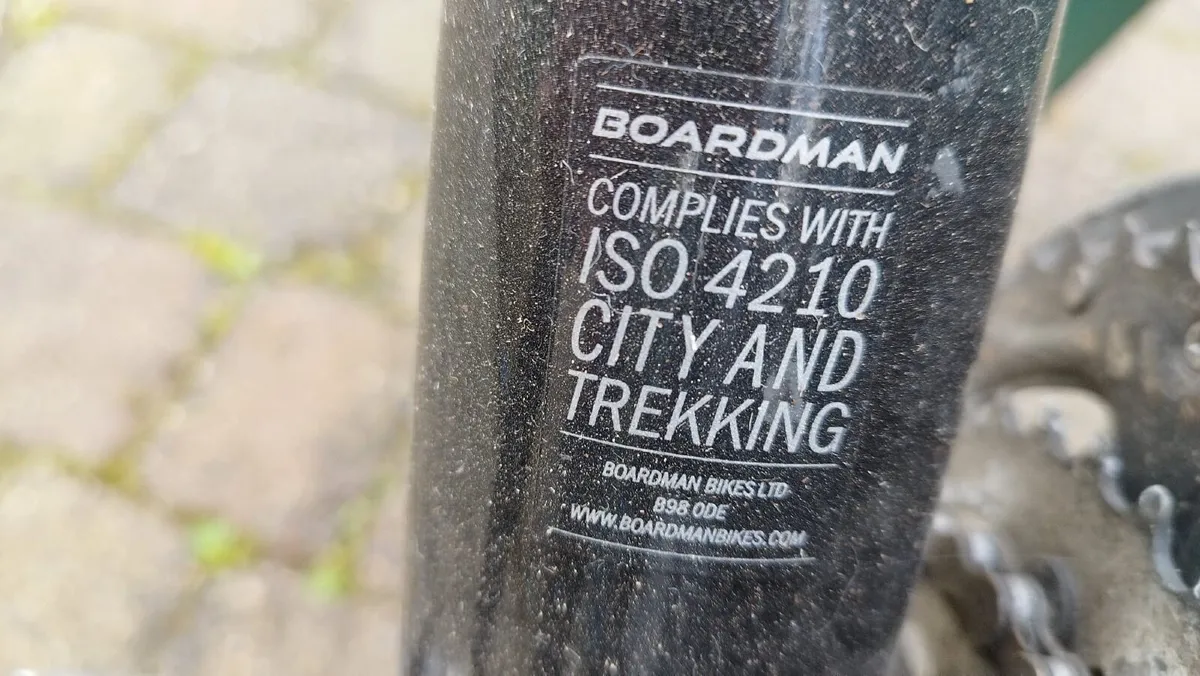 BOARDMAN
COMPLIES WITH
ISO 4210
CITY AND
TREKKING
BOARDMAN BIKES LTD
B98 0DE
WWW.BOARDMANBIKES.COM